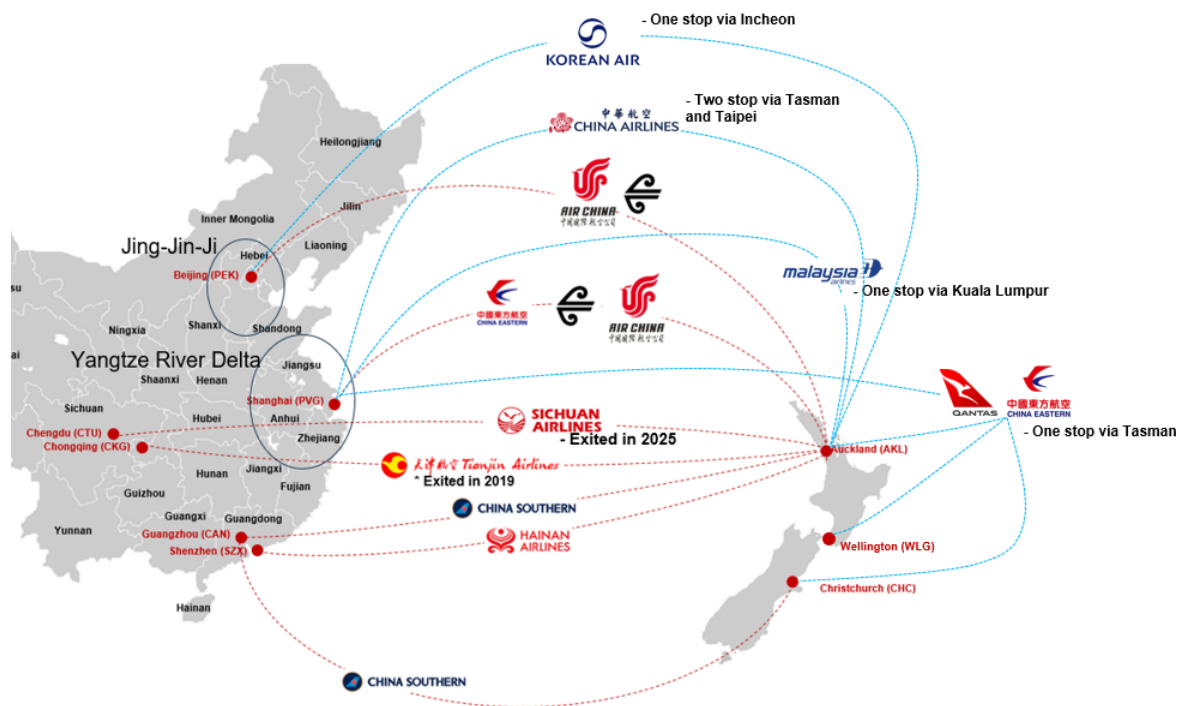 - One stop via Incheon
KOREAN AIR
中華航空
CHINA AIRLINES
- Two stop via Tasman
and Taipei
Heilongjiang
Jilin
Inner Mongolia
Liaoning
AIR CHINA
中国国际航空公司
Jing-Jin-Ji
Hebei
Beijing (PEK)
malaysia
airlines
- One stop via Kuala Lumpur
中國東方航空
CHINA EASTERN
AIR CHINA
中国国际航空公司
su
Ningxia
Shanxi
Shandong
ai
Yangtze River Delta
Jiangsu
Shaanxi
Henan
Shanghai (PVG)
QANTAS
中國東方航空
CHINA EASTERN
- One stop via Tasman
Sichuan
Hubei
Anhui
Zhejiang
Chengdu (CTU)
Chongqing (CKG)
SICHUAN
AIRLINES
- Exited in 2025
Auckland (AKL)
天津航空 Tianjin Airlines
* Exited in 2019
Hunan
Jiangxi
Guizhou
Fujian
Yunnan
Guangxi
Guangdong
CHINA SOUTHERN
Guangzhou (CAN)
Shenzhen (SZX)
HAINAN
AIRLINES
Wellington (WLG)
Christchurch (CHC)
Hainan
CHINA SOUTHERN